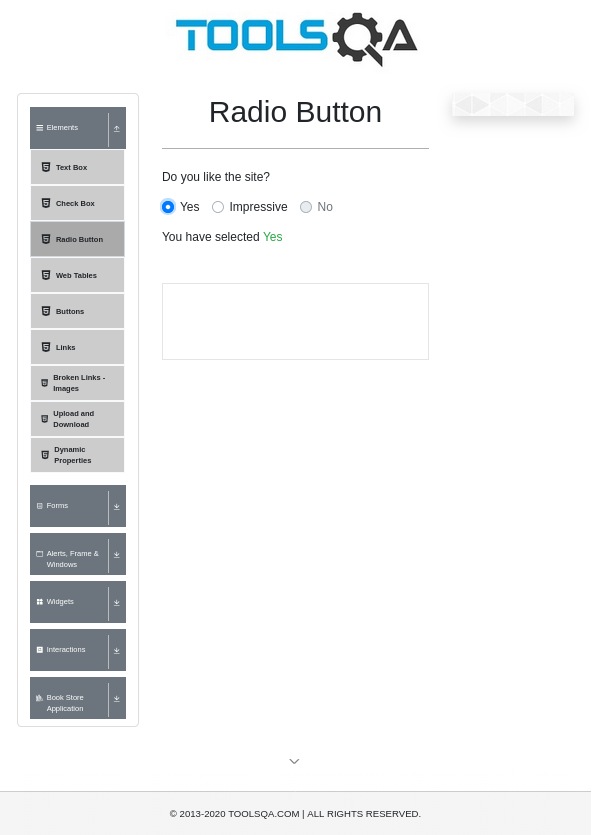 TOOLSQA
Elements
Text Box
Check Box
Radio Button
Web Tables
Buttons
Links
Broken Links -
Images
Upload and
Download
Dynamic
Properties
Forms
Alerts, Frame &
Windows
Widgets
Interactions
Book Store
Application
Radio Button
Do you like the site?
Yes Impressive No
You have selected Yes
© 2013-2020 TOOLSQA.COM | ALL RIGHTS RESERVED.